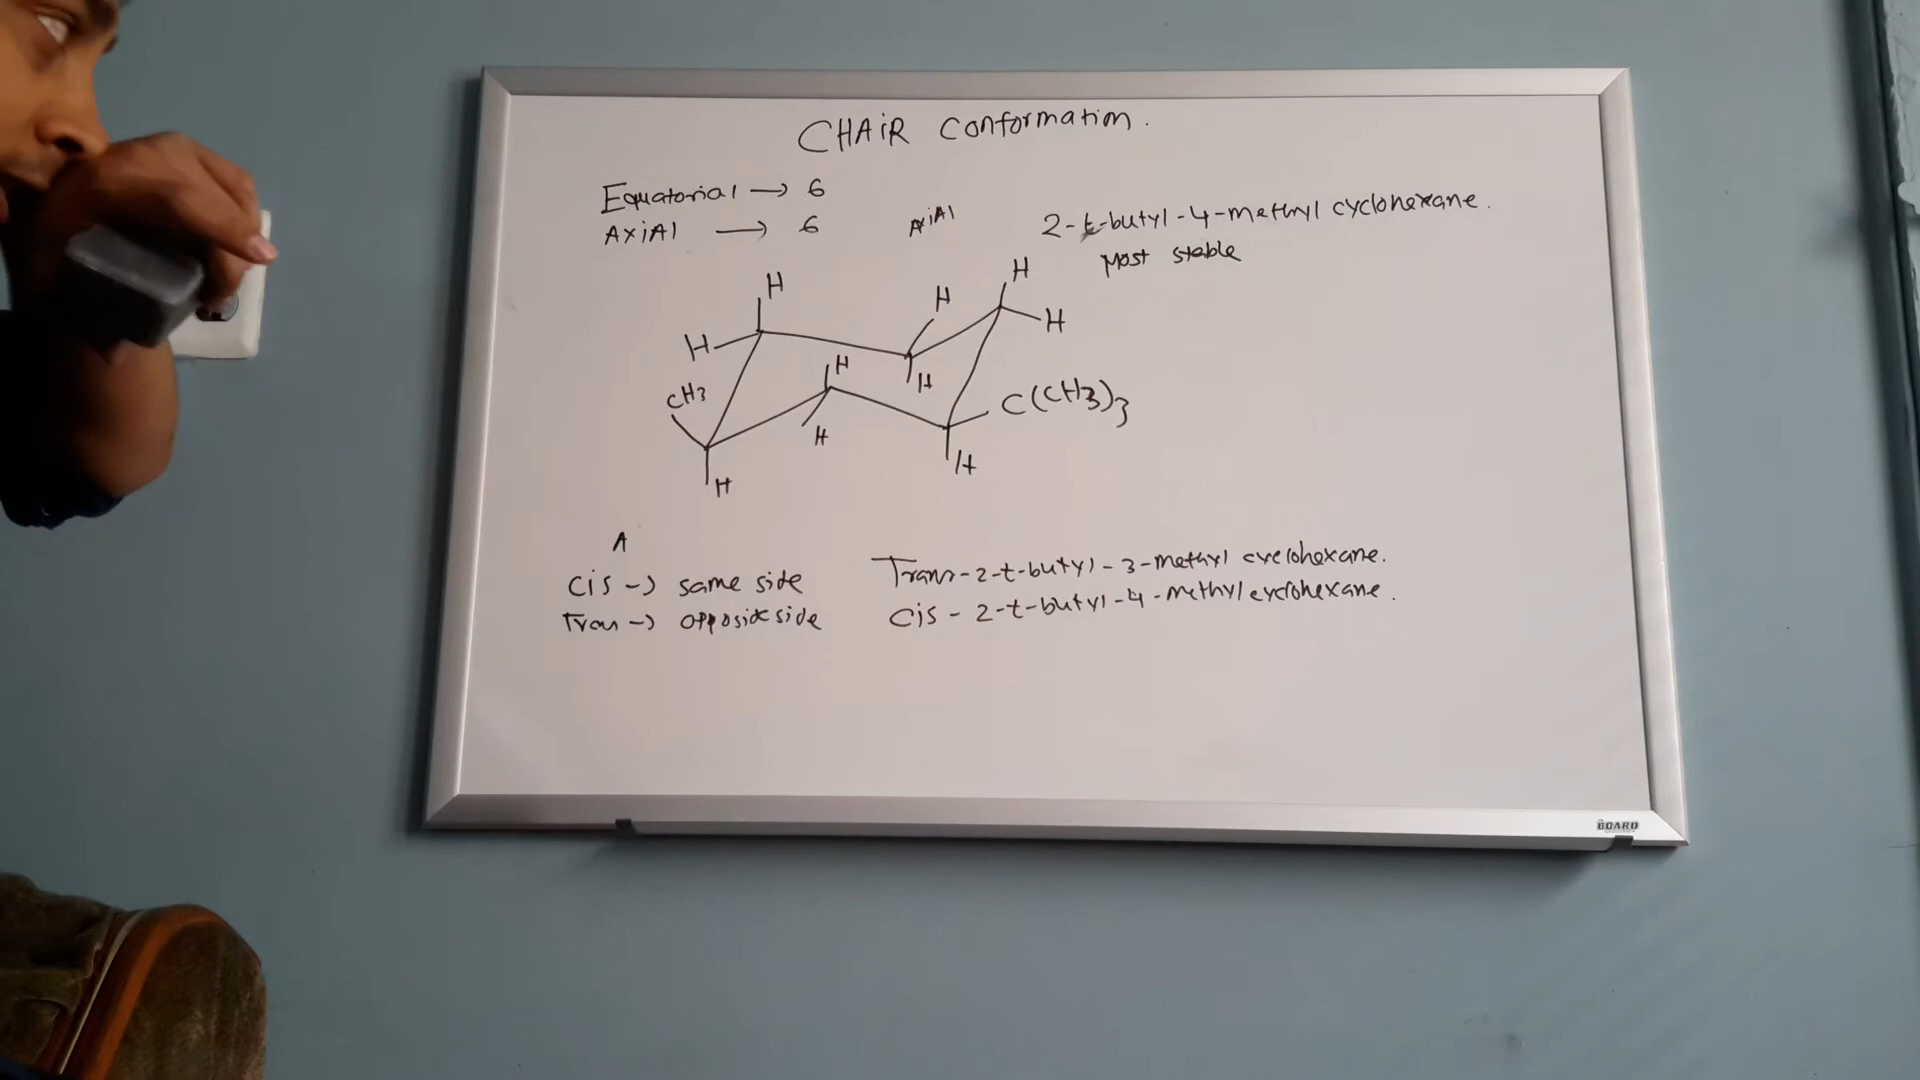 CHAiR Conformation.
Equatorial → 6
AxiAl → 6
AxiAl
2-t-butyl-4-methyl cyclohexane.
Most stable
H
H
H
H
H
H
H
CH3
C(CH3)3
H
H
H
A
Cis → same side
Tran → opposite side
Trans-2-t-butyl-3-methyl cyclohexane.
Cis-2-t-butyl-4-methyl cyclohexane.
BOARD